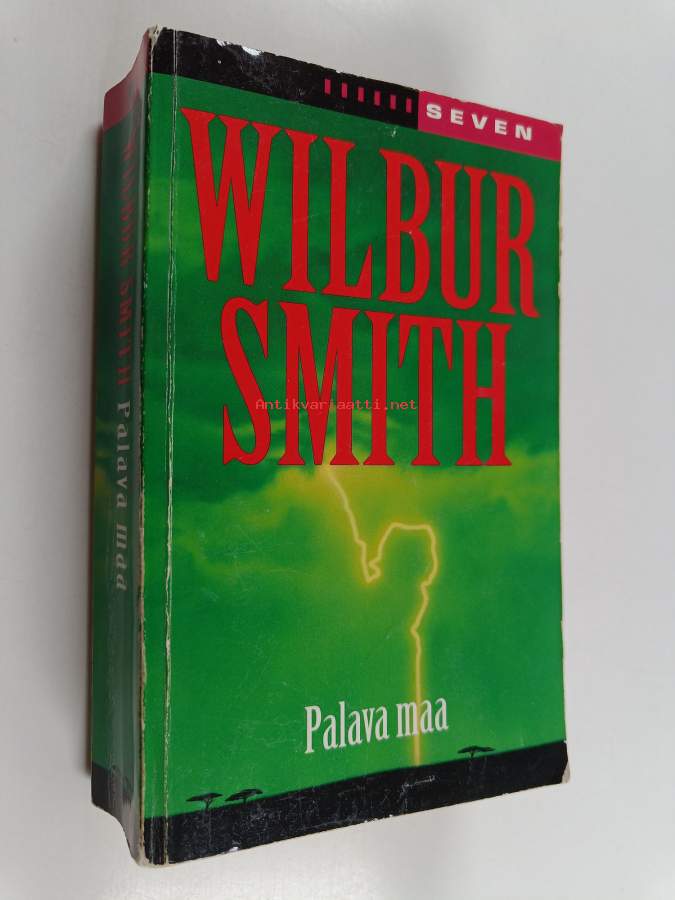 SEVEN
WILBUR
SMITH
Antikvariaatti.net
Palava maa
WILBUR SMITH Palava maa